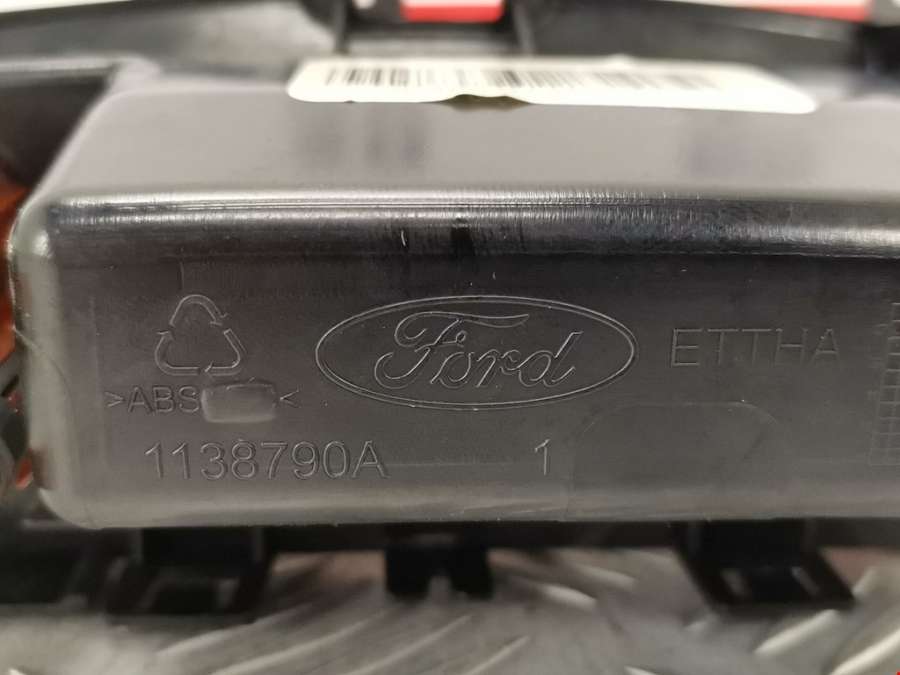 Ford ETTHA
>ABS <
1138790A 1